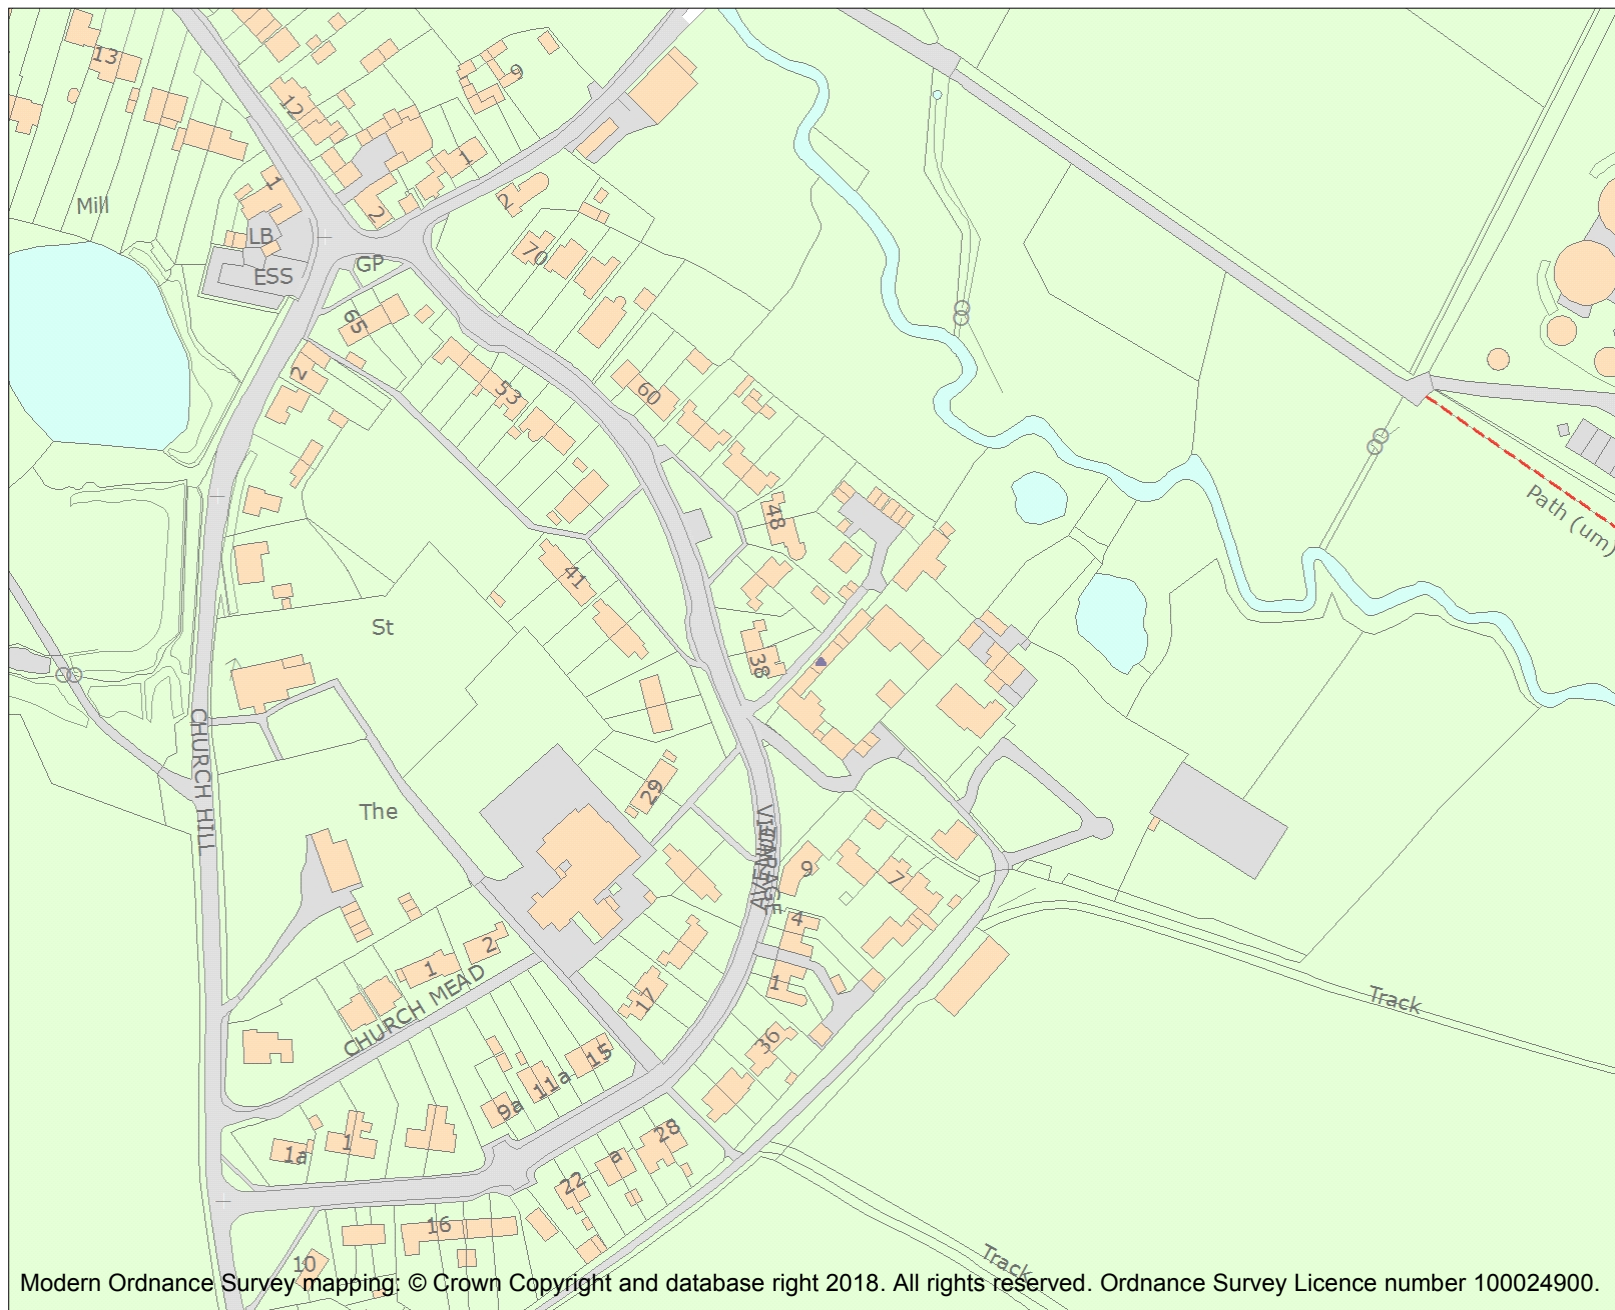 13
9
12
1
1
Mill
2
2
LB
GP
ESS
70
65
2
53
60
48
Path (um)
41
St
38
CHURCH HILL
29
The
VICARAGE
9
7
4
2
1
CHURCH MEAD
1
17
Track
36
15
11a
9a
28
1
1a
a
22
16
10
Track
Modern Ordnance Survey mapping: © Crown Copyright and database right 2018. All rights reserved. Ordnance Survey Licence number 100024900.